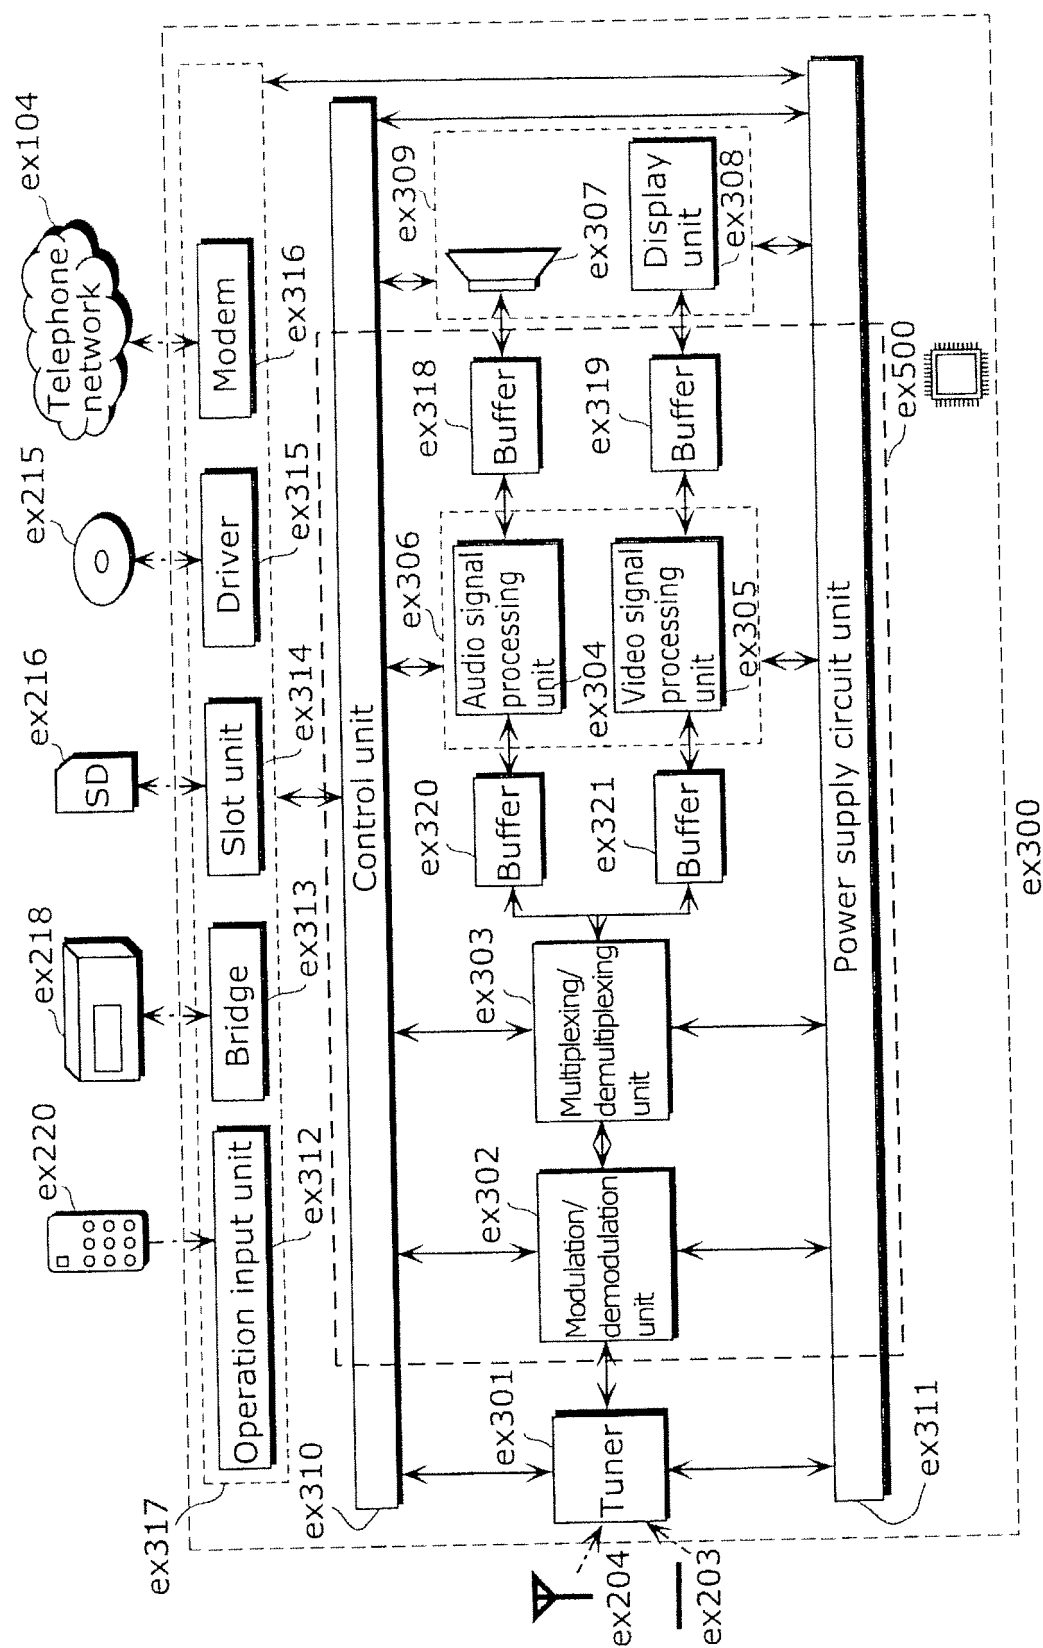 ex220
ex218
ex216
ex215
ex104
SD
Telephone
network
Operation input unit
Bridge
Slot unit
Driver
Modem
ex317
ex312
ex313
ex314
ex315
ex316
ex310
Control unit
ex301
ex302
ex303
ex320
ex306
ex318
ex309
Tuner
Modulation/
demodulation
unit
Multiplexing/
demultiplexing
unit
Buffer
Audio signal
processing
unit
Buffer
ex304
ex307
ex321
ex319
Buffer
Video signal
processing
unit
Buffer
Display
unit
ex305
ex308
ex204
ex203
Power supply circuit unit
ex311
ex500
ex300